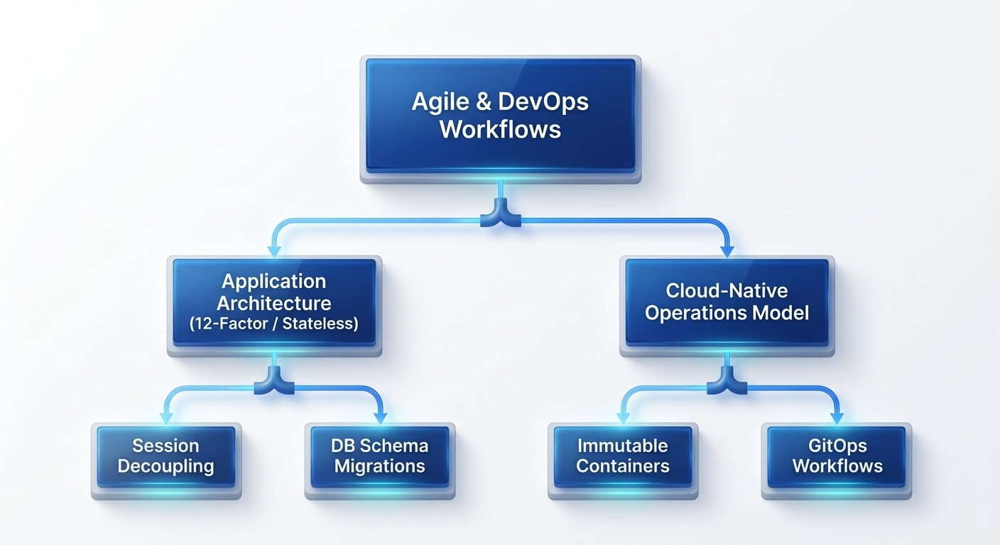 Agile & DevOps
Workflows
Application
Architecture
(12-Factor / Stateless)
Cloud-Native
Operations Model
Session
Decoupling
DB Schema
Migrations
Immutable
Containers
GitOps
Workflows